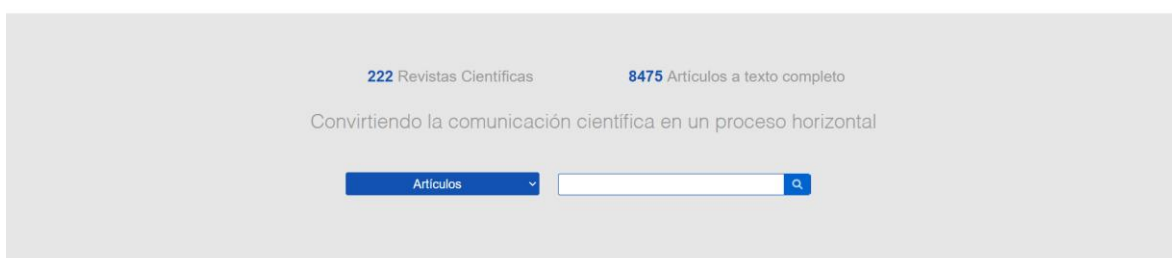 222 Revistas Científicas 8475 Artículos a texto completo
Convirtiendo la comunicación científica en un proceso horizontal
Artículos